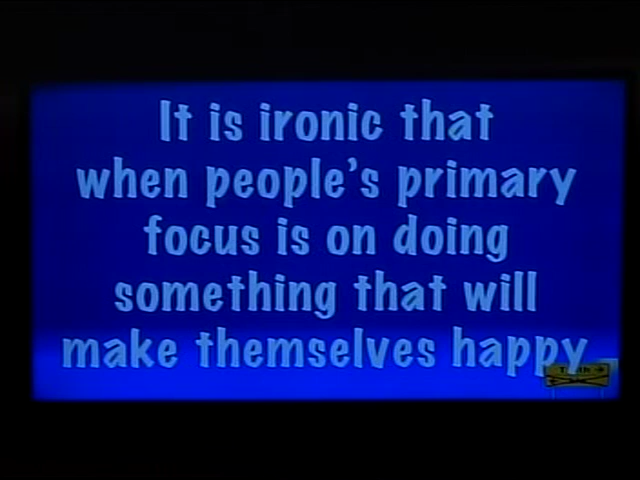 It is ironic that
when people's primary
focus is on doing
something that will
make themselves happy